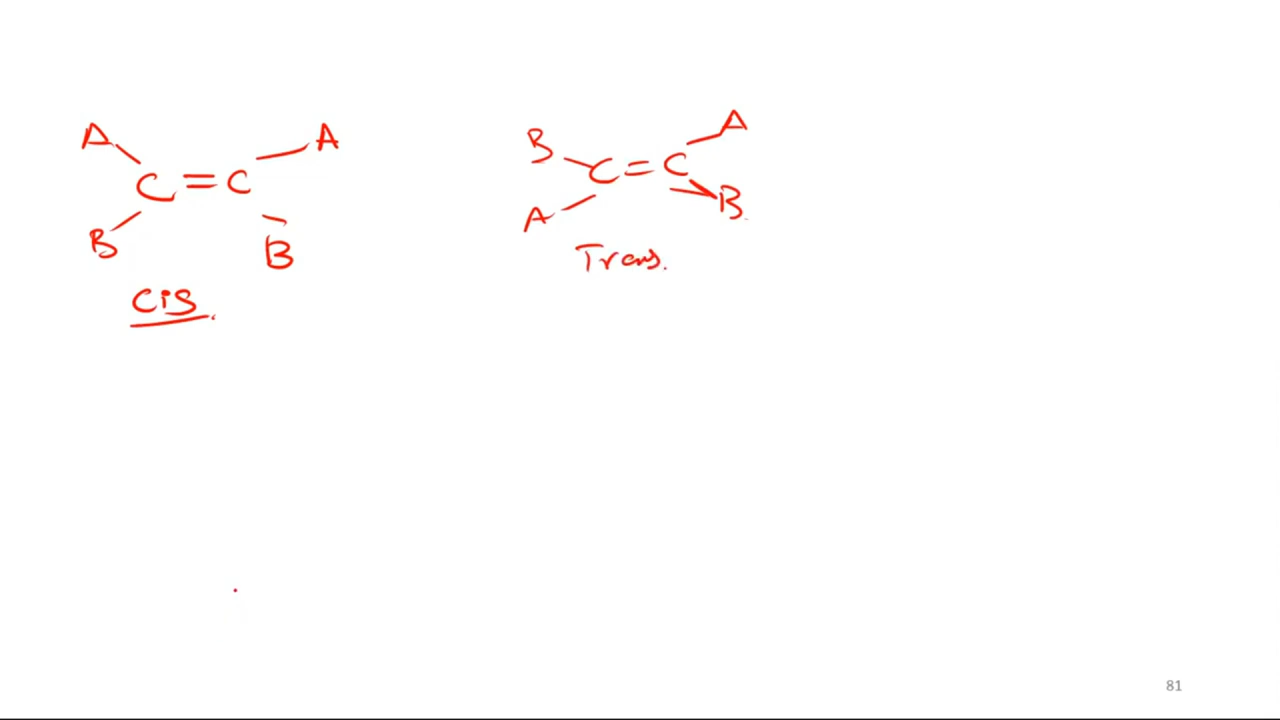 A A
C = C
B B
cis.
B A
C = C
A B.
Trans.
81